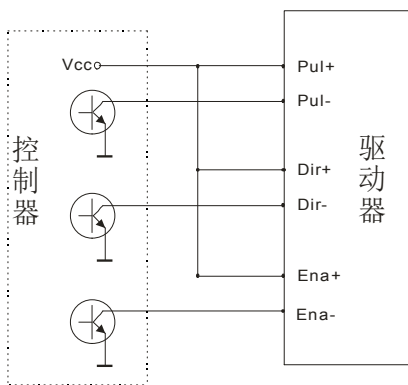 Vcc
控制器
Pul+
Pul-
Dir+
Dir-
Ena+
Ena-
驱动器